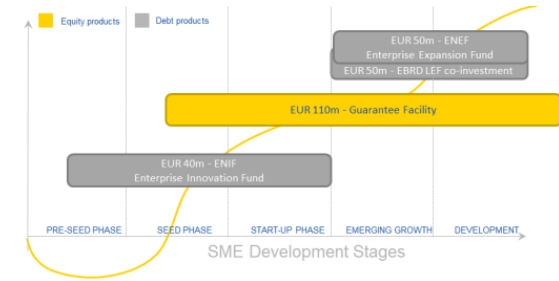 Equity products
Debt products
EUR 50m - ENEF
Enterprise Expansion Fund
EUR 50m - EBRD LEF co-investment
EUR 110m - Guarantee Facility
EUR 40m - ENIF
Enterprise Innovation Fund
PRE-SEED PHASE
SEED PHASE
START-UP PHASE
EMERGING GROWTH
DEVELOPMENT
SME Development Stages